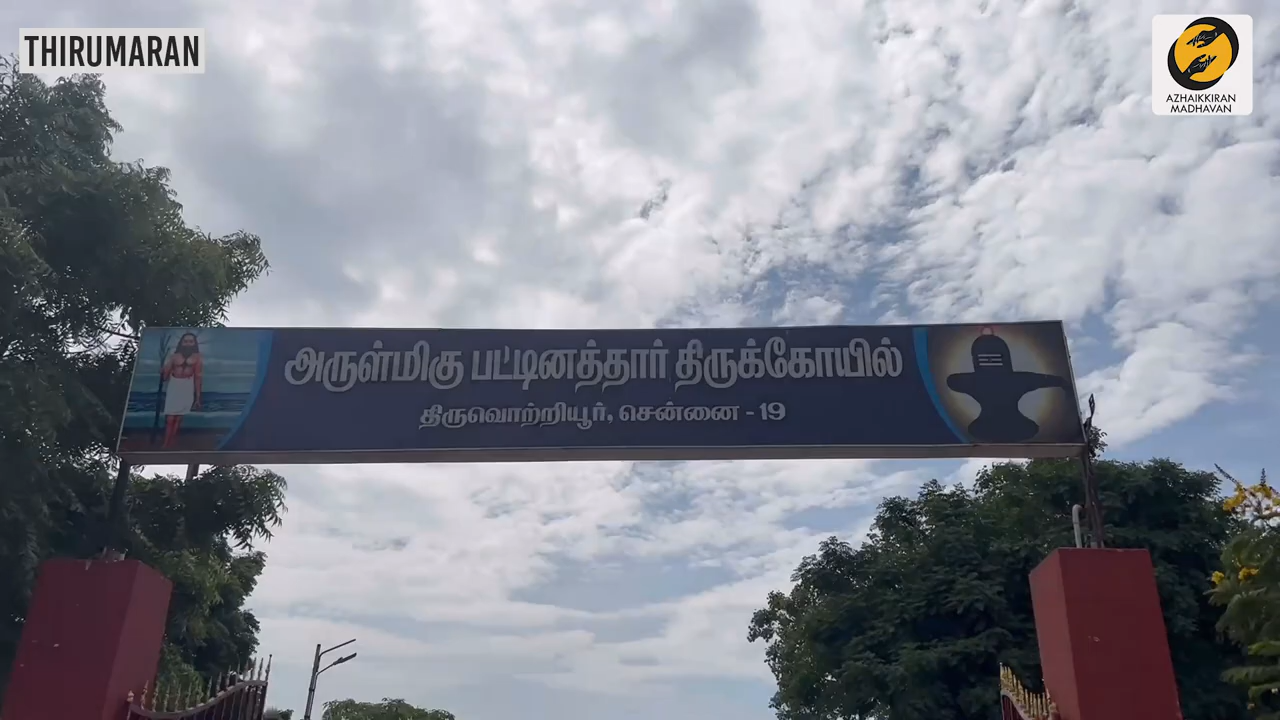 THIRUMARAN
AZHAIKKIRAN
MADHAVAN
அருள்மிகு பட்டினத்தார் திருக்கோயில்
திருவொற்றியூர், சென்னை - 19